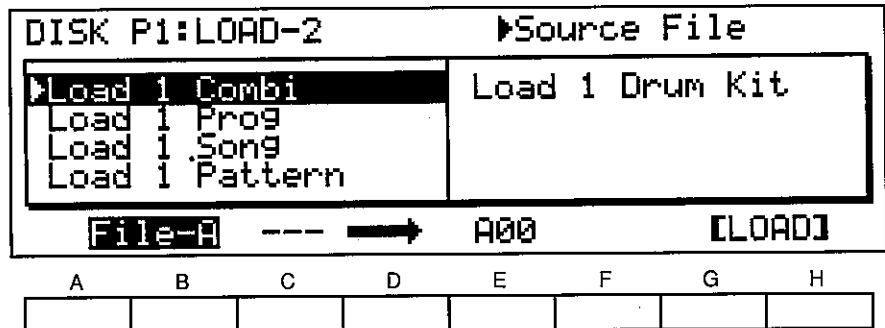 DISK P1:LOAD-2 ▶Source File
▶Load 1 Combi Load 1 Drum Kit
Load 1 Prog
Load 1 Song
Load 1 Pattern
File-A --- → A00 [LOAD]
A B C D E F G H